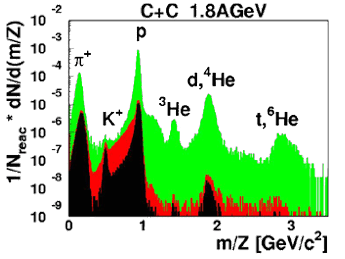 C+C 1.8AGeV
1/N_reac * dN/d(m/Z)
10⁻²
10⁻³
10⁻⁴
10⁻⁵
10⁻⁶
10⁻⁷
10⁻⁸
10⁻⁹
π⁺
K⁺
p
³He
d,⁴He
t,⁶He
0 1 2 3
m/Z [GeV/c²]